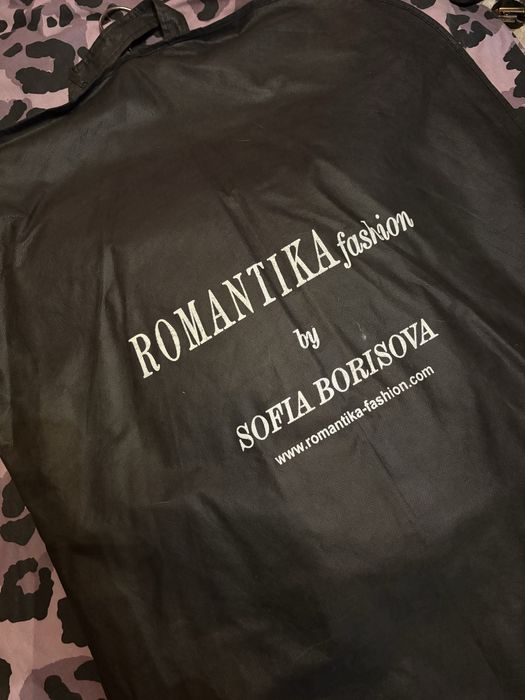 ROMANTIKA fashion
by
SOFIA BORISOVA
www.romantika-fashion.com